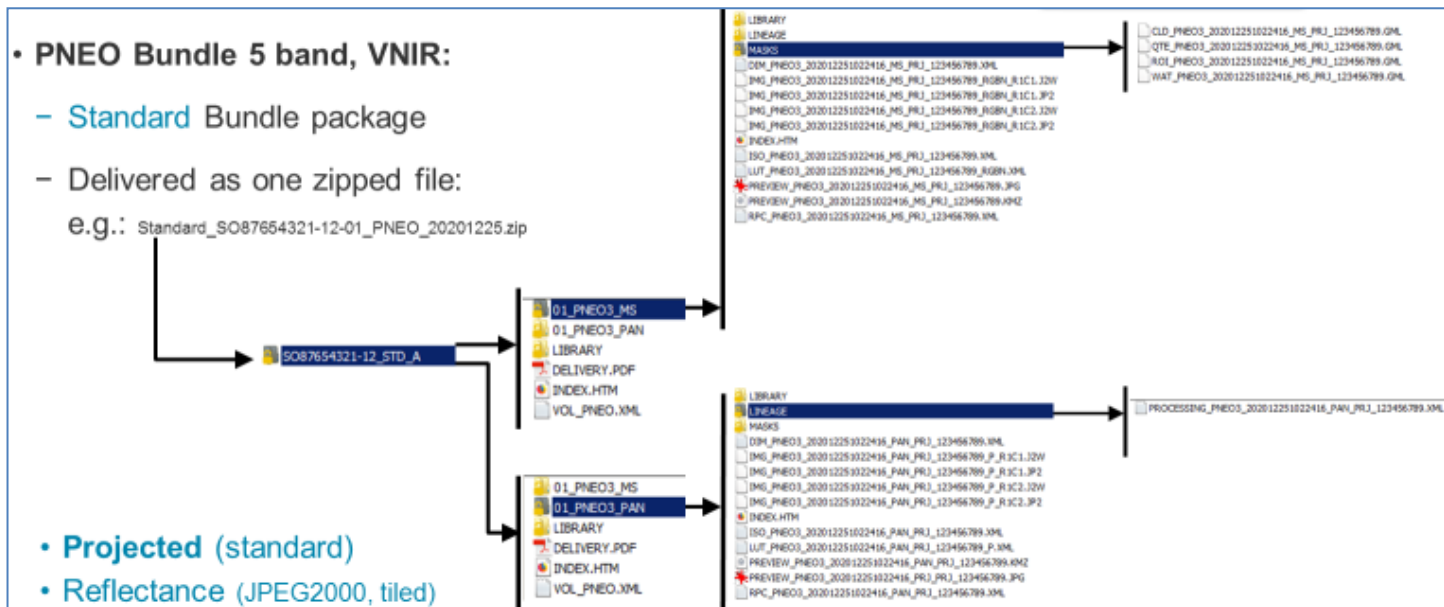 • PNEO Bundle 5 band, VNIR:
− Standard Bundle package
− Delivered as one zipped file:
e.g.: Standard_SO87654321-12-01_PNEO_20201225.zip
SO87654321-12_STD_A
01_PNEO3_MS
01_PNEO3_PAN
LIBRARY
DELIVERY.PDF
INDEX.HTM
VOL_PNEO.XML
LIBRARY
LINEAGE
MASKS
DIM_PNEO3_202012251022416_MS_PRJ_123456789.XML
IMG_PNEO3_202012251022416_MS_PRJ_123456789_RGBN_R1C1.J2W
IMG_PNEO3_202012251022416_MS_PRJ_123456789_RGBN_R1C1.JP2
IMG_PNEO3_202012251022416_MS_PRJ_123456789_RGBN_R1C2.J2W
IMG_PNEO3_202012251022416_MS_PRJ_123456789_RGBN_R1C2.JP2
INDEX.HTM
ISO_PNEO3_202012251022416_MS_PRJ_123456789.XML
LUT_PNEO3_202012251022416_MS_PRJ_123456789_RGBN.XML
PREVIEW_PNEO3_202012251022416_MS_PRJ_123456789.JPG
PREVIEW_PNEO3_202012251022416_MS_PRJ_123456789.KMZ
RPC_PNEO3_202012251022416_MS_PRJ_123456789.XML
CLD_PNEO3_202012251022416_MS_PRJ_123456789.GML
QTE_PNEO3_202012251022416_MS_PRJ_123456789.GML
ROI_PNEO3_202012251022416_MS_PRJ_123456789.GML
WAT_PNEO3_202012251022416_MS_PRJ_123456789.GML
01_PNEO3_MS
01_PNEO3_PAN
LIBRARY
DELIVERY.PDF
INDEX.HTM
VOL_PNEO.XML
LIBRARY
LINEAGE
MASKS
DIM_PNEO3_202012251022416_PAN_PRJ_123456789.XML
IMG_PNEO3_202012251022416_PAN_PRJ_123456789_P_R1C1.J2W
IMG_PNEO3_202012251022416_PAN_PRJ_123456789_P_R1C1.JP2
IMG_PNEO3_202012251022416_PAN_PRJ_123456789_P_R1C2.J2W
IMG_PNEO3_202012251022416_PAN_PRJ_123456789_P_R1C2.JP2
INDEX.HTM
ISO_PNEO3_202012251022416_PAN_PRJ_123456789.XML
LUT_PNEO3_202012251022416_PAN_PRJ_123456789_P.XML
PREVIEW_PNEO3_202012251022416_PAN_PRJ_123456789.KMZ
PREVIEW_PNEO3_202012251022416_PRJ_PRJ_123456789.JPG
RPC_PNEO3_202012251022416_PAN_PRJ_123456789.XML
PROCESSING_PNEO3_202012251022416_PAN_PRJ_123456789.XML
• Projected (standard)
• Reflectance (JPEG2000, tiled)